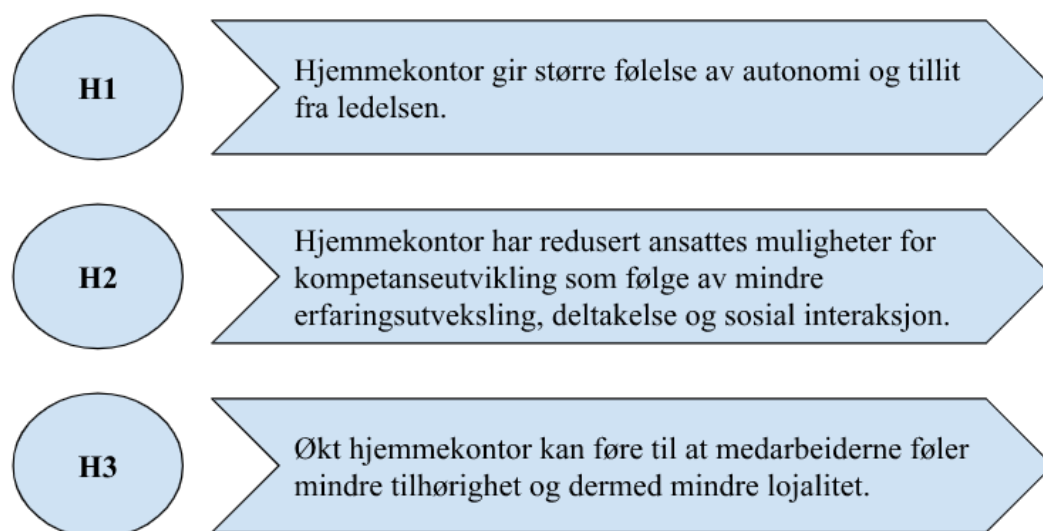 H1
Hjemmekontor gir større følelse av autonomi og tillit
fra ledelsen.
H2
Hjemmekontor har redusert ansattes muligheter for
kompetanseutvikling som følge av mindre
erfaringsutveksling, deltakelse og sosial interaksjon.
H3
Økt hjemmekontor kan føre til at medarbeiderne føler
mindre tilhørighet og dermed mindre lojalitet.